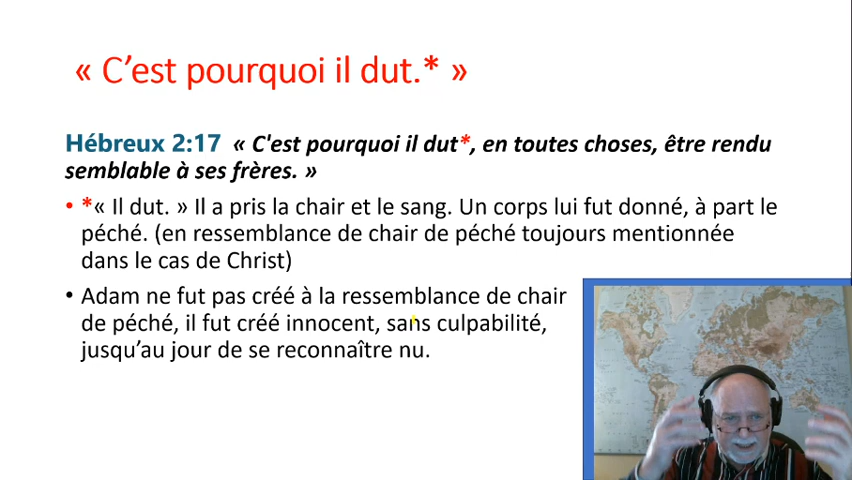 « C’est pourquoi il dut.* »
Hébreux 2:17 « C'est pourquoi il dut*, en toutes choses, être rendu
semblable à ses frères. »
• *« Il dut. » Il a pris la chair et le sang. Un corps lui fut donné, à part le
péché. (en ressemblance de chair de péché toujours mentionnée
dans le cas de Christ)
• Adam ne fut pas créé à la ressemblance de chair
de péché, il fut créé innocent, sans culpabilité,
jusqu’au jour de se reconnaître nu.